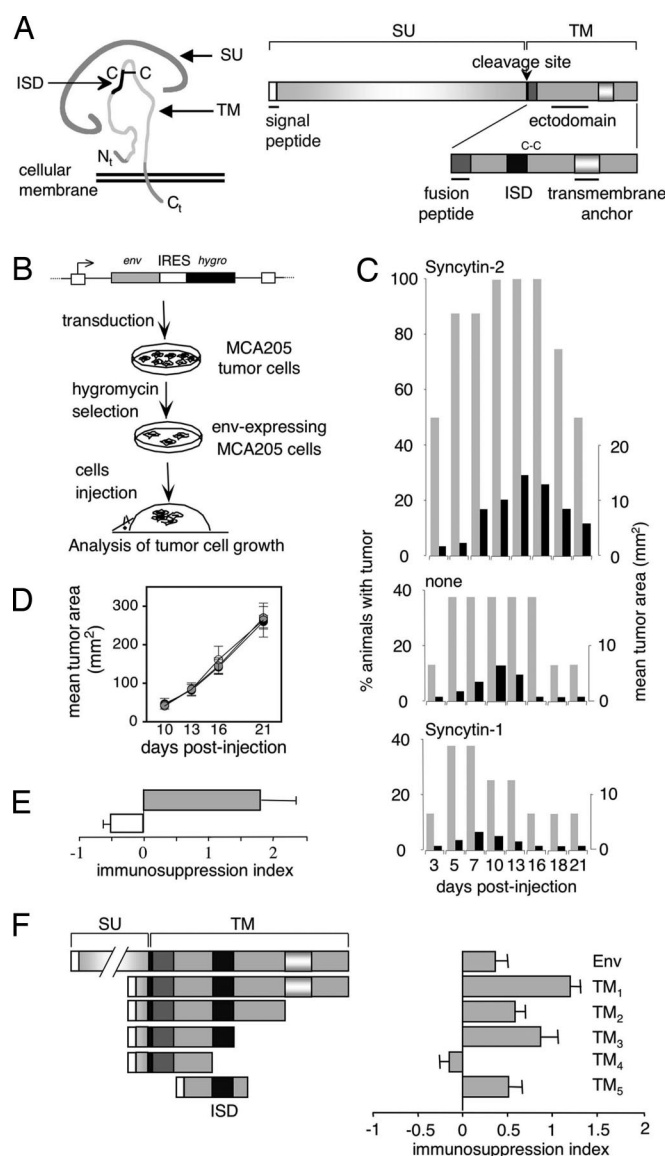 A
SU
TM
SU
ISD
C
C
TM
cleavage site
signal peptide
ectodomain
C-C
cellular membrane
Nt
Ct
fusion peptide
ISD
transmembrane anchor
B
env IRES hygro
transduction
MCA205 tumor cells
hygromycin selection
env-expressing MCA205 cells
cells injection
Analysis of tumor cell growth
C
Syncytin-2
100
80
60
40
20
0
20
10
0
none
40
20
0
10
0
Syncytin-1
40
20
0
10
0
% animals with tumor
mean tumor area (mm²)
3 5 7 10 13 16 18 21
days post-injection
D
mean tumor area (mm²)
300
200
100
0
10 13 16 21
days post-injection
E
-1 0 1 2
immunosuppression index
F
SU
TM
ISD
Env
TM1
TM2
TM3
TM4
TM5
-1 -0.5 0 0.5 1 1.5 2
immunosuppression index